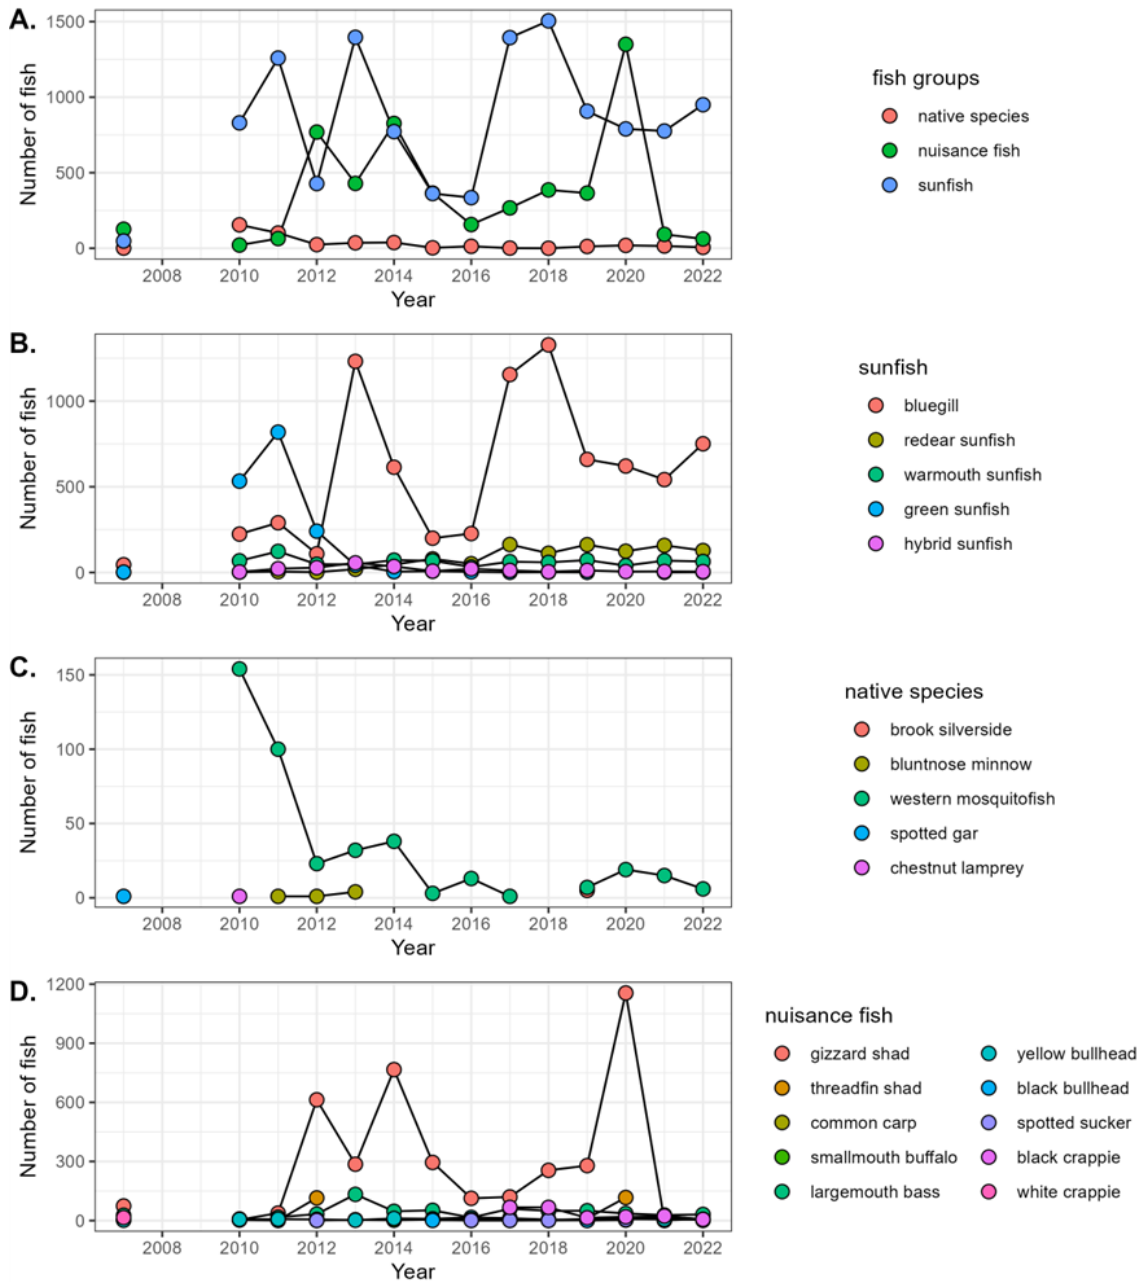 A.
1500
1000
500
0
Number of fish
2008 2010 2012 2014 2016 2018 2020 2022
Year
fish groups
native species
nuisance fish
sunfish
B.
1000
500
0
Number of fish
2008 2010 2012 2014 2016 2018 2020 2022
Year
sunfish
bluegill
redear sunfish
warmouth sunfish
green sunfish
hybrid sunfish
C.
150
100
50
0
Number of fish
2008 2010 2012 2014 2016 2018 2020 2022
Year
native species
brook silverside
bluntnose minnow
western mosquitofish
spotted gar
chestnut lamprey
D.
1200
900
600
300
0
Number of fish
2008 2010 2012 2014 2016 2018 2020 2022
Year
nuisance fish
gizzard shad
threadfin shad
common carp
smallmouth buffalo
largemouth bass
yellow bullhead
black bullhead
spotted sucker
black crappie
white crappie